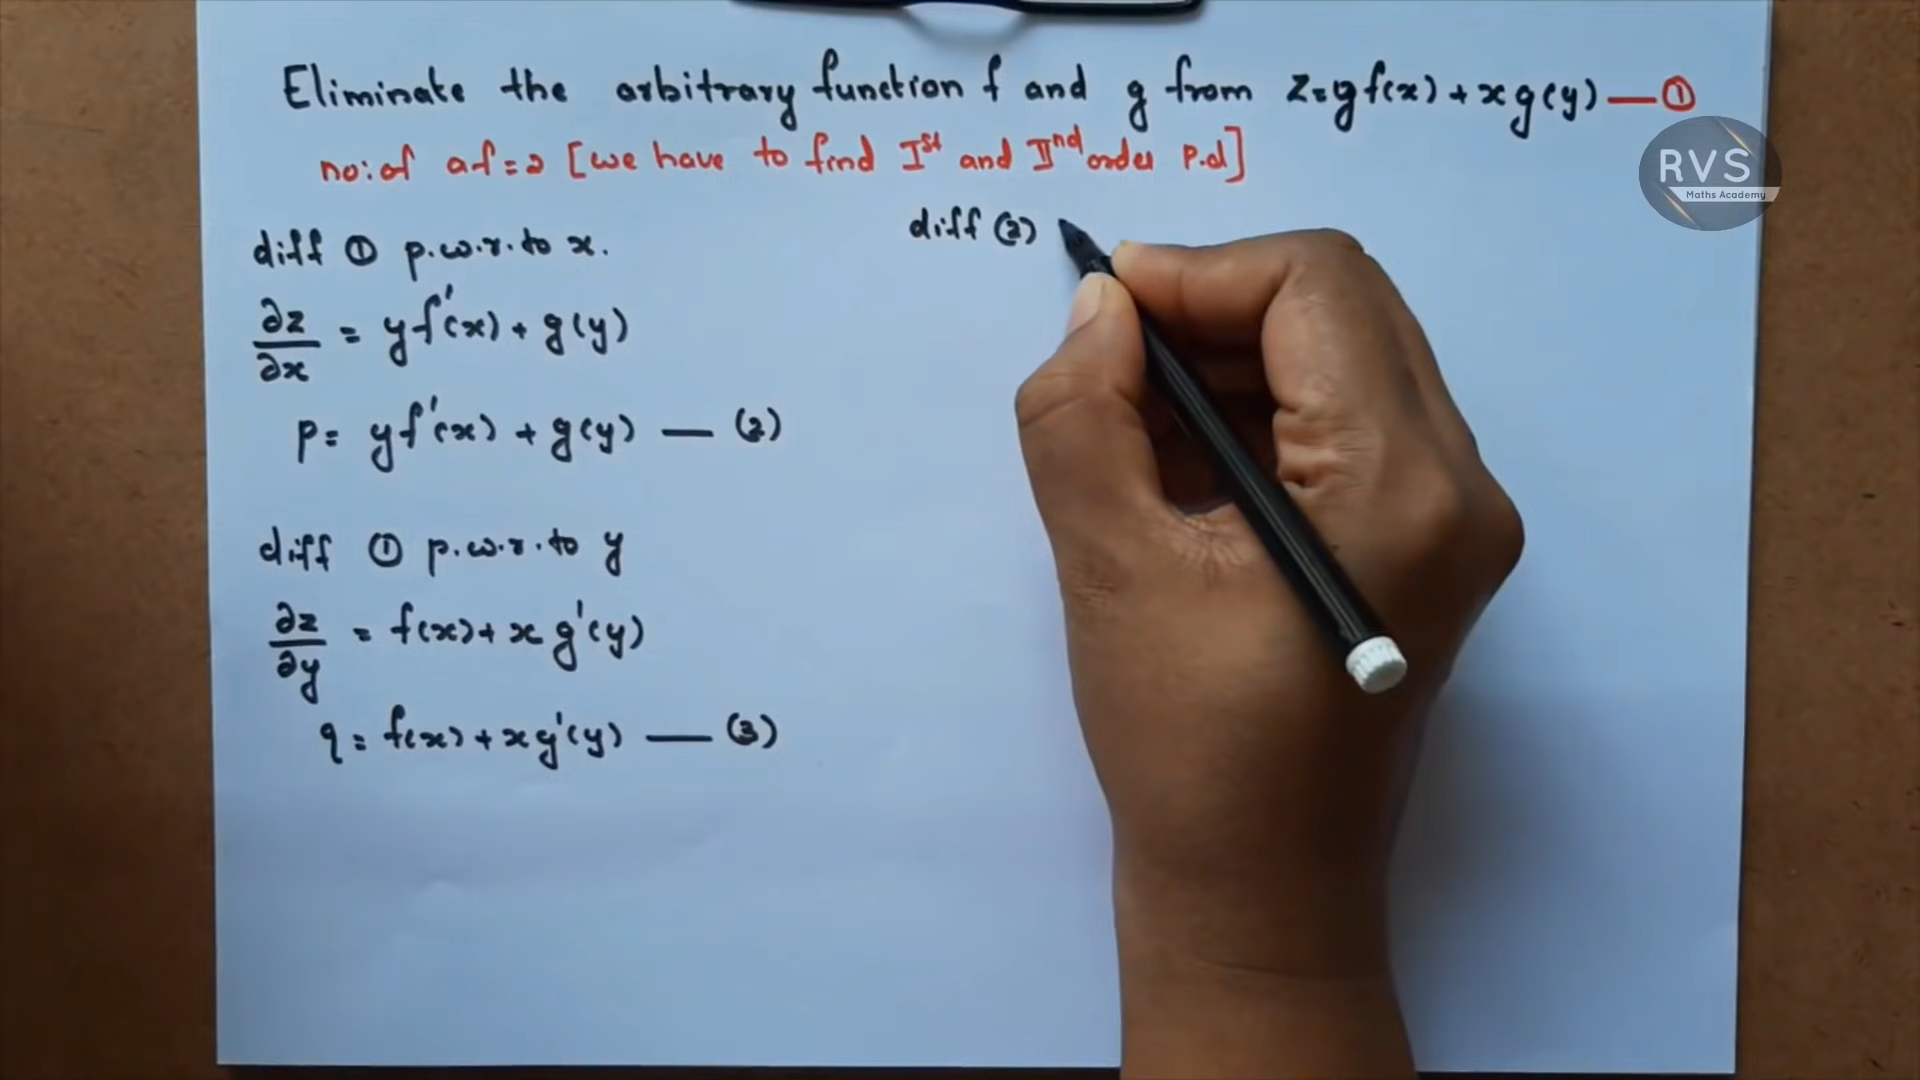 Eliminate the arbitrary function f and g from z=yf(x)+xg(y) — ①
no:of af=2 [we have to find Ist and IInd order p.d]
RVS
Maths Academy
diff ① p.w.r.to x.
∂z/∂x = yf'(x)+g(y)
p= yf'(x)+g(y) — (2)
diff ① p.w.r.to y
∂z/∂y = f(x)+xg'(y)
q= f(x)+xg'(y) — (3)
diff (2)